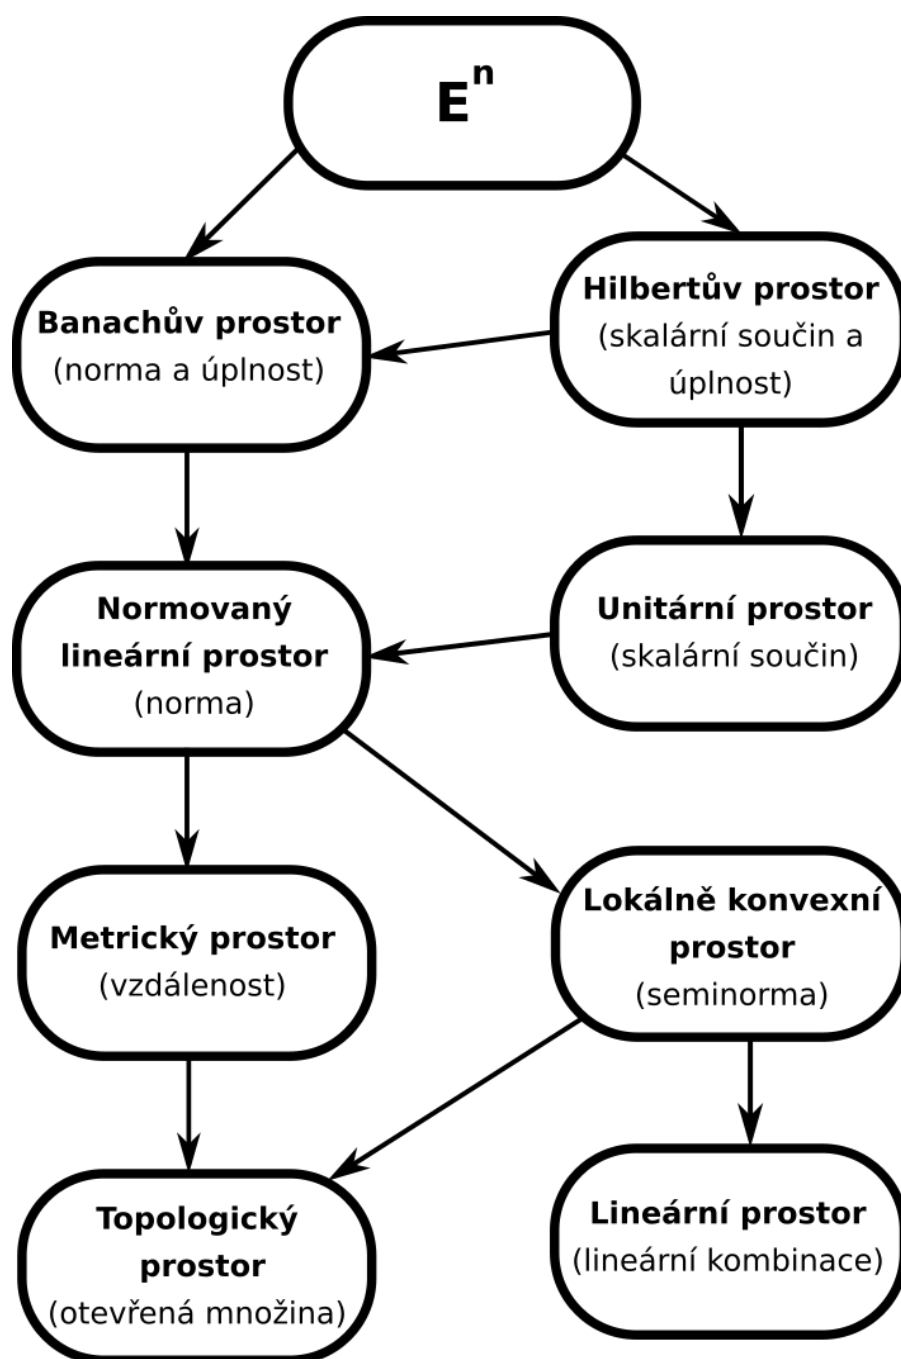 Eⁿ
Banachův prostor
(norma a úplnost)
Hilbertův prostor
(skalární součin a
úplnost)
Normovaný
lineární prostor
(norma)
Unitární prostor
(skalární součin)
Metrický prostor
(vzdálenost)
Lokálně konvexní
prostor
(seminorma)
Topologický
prostor
(otevřená množina)
Lineární prostor
(lineární kombinace)